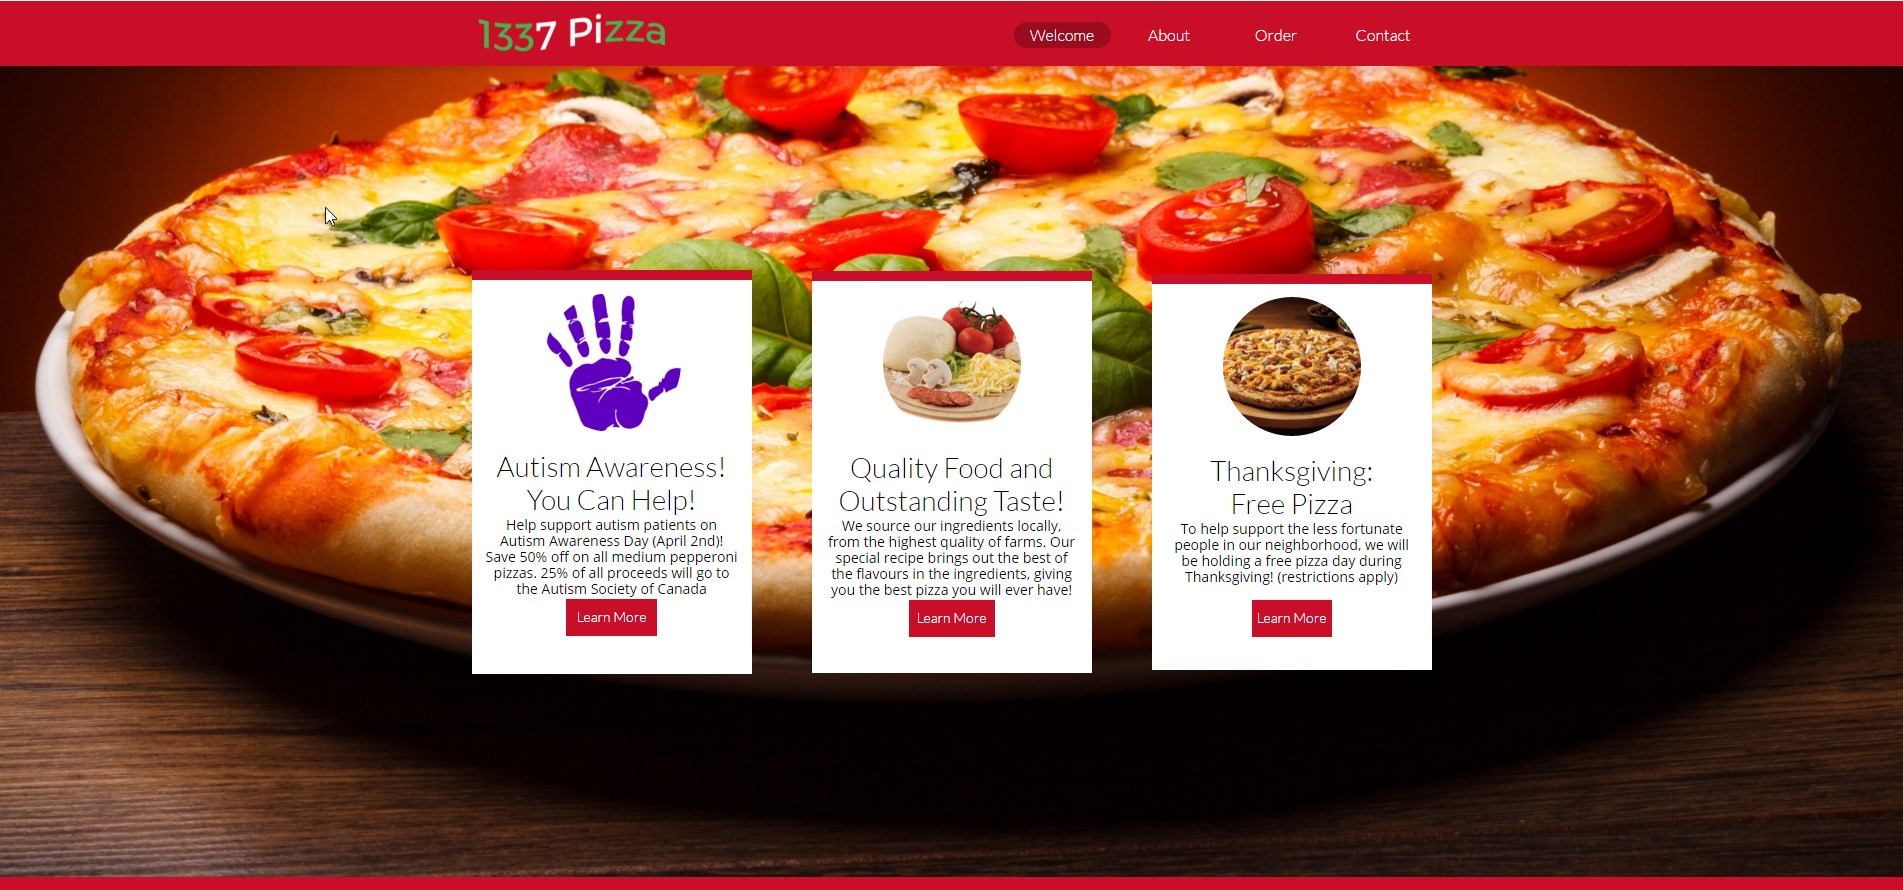 1337 Pizza
Welcome
About
Order
Contact
Autism Awareness!
You Can Help!
Help support autism patients on
Autism Awareness Day (April 2nd)!
Save 50% off on all medium pepperoni
pizzas. 25% of all proceeds will go to
the Autism Society of Canada
Learn More
Quality Food and
Outstanding Taste!
We source our ingredients locally,
from the highest quality of farms. Our
special recipe brings out the best of
the flavours in the ingredients, giving
you the best pizza you will ever have!
Learn More
Thanksgiving:
Free Pizza
To help support the less fortunate
people in our neighborhood, we will
be holding a free pizza day during
Thanksgiving! (restrictions apply)
Learn More